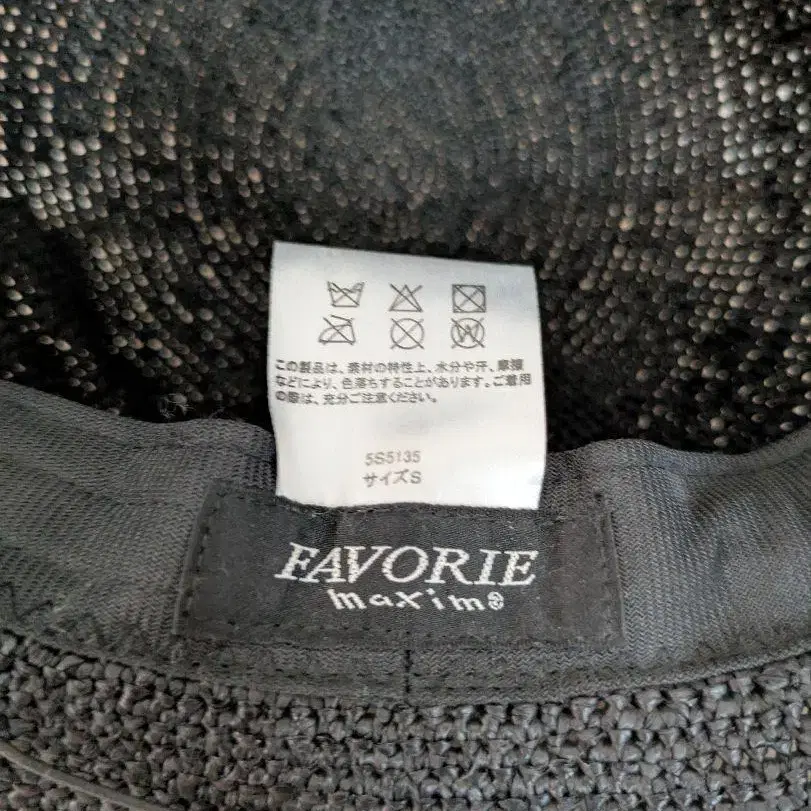 この製品は、素材の特性上、水分や汗、摩擦
などにより、色落ちすることがあります。ご着用
の際は、充分ご注意ください。
5S5135
サイズS
FAVORIE
maxim